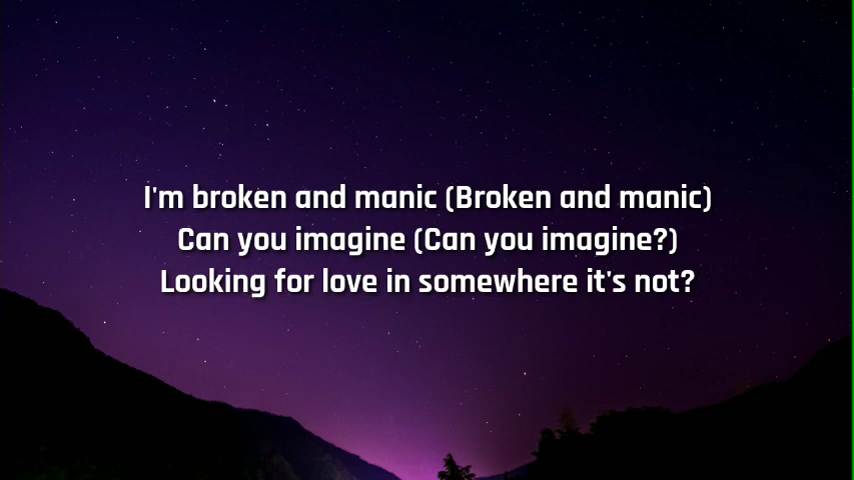 I'm broken and manic (Broken and manic)
Can you imagine (Can you imagine?)
Looking for love in somewhere it's not?